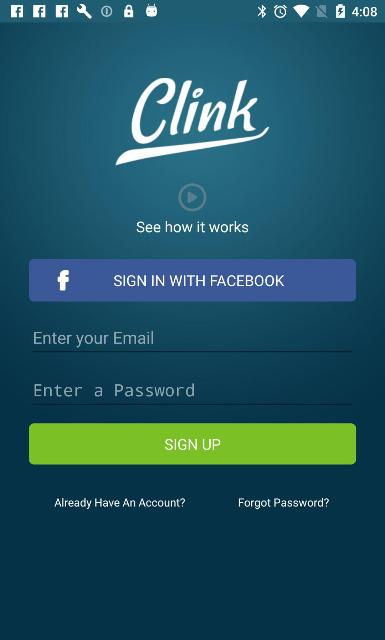 4:08
Clink
See how it works
f SIGN IN WITH FACEBOOK
Enter your Email
Enter a Password
SIGN UP
Already Have An Account? Forgot Password?